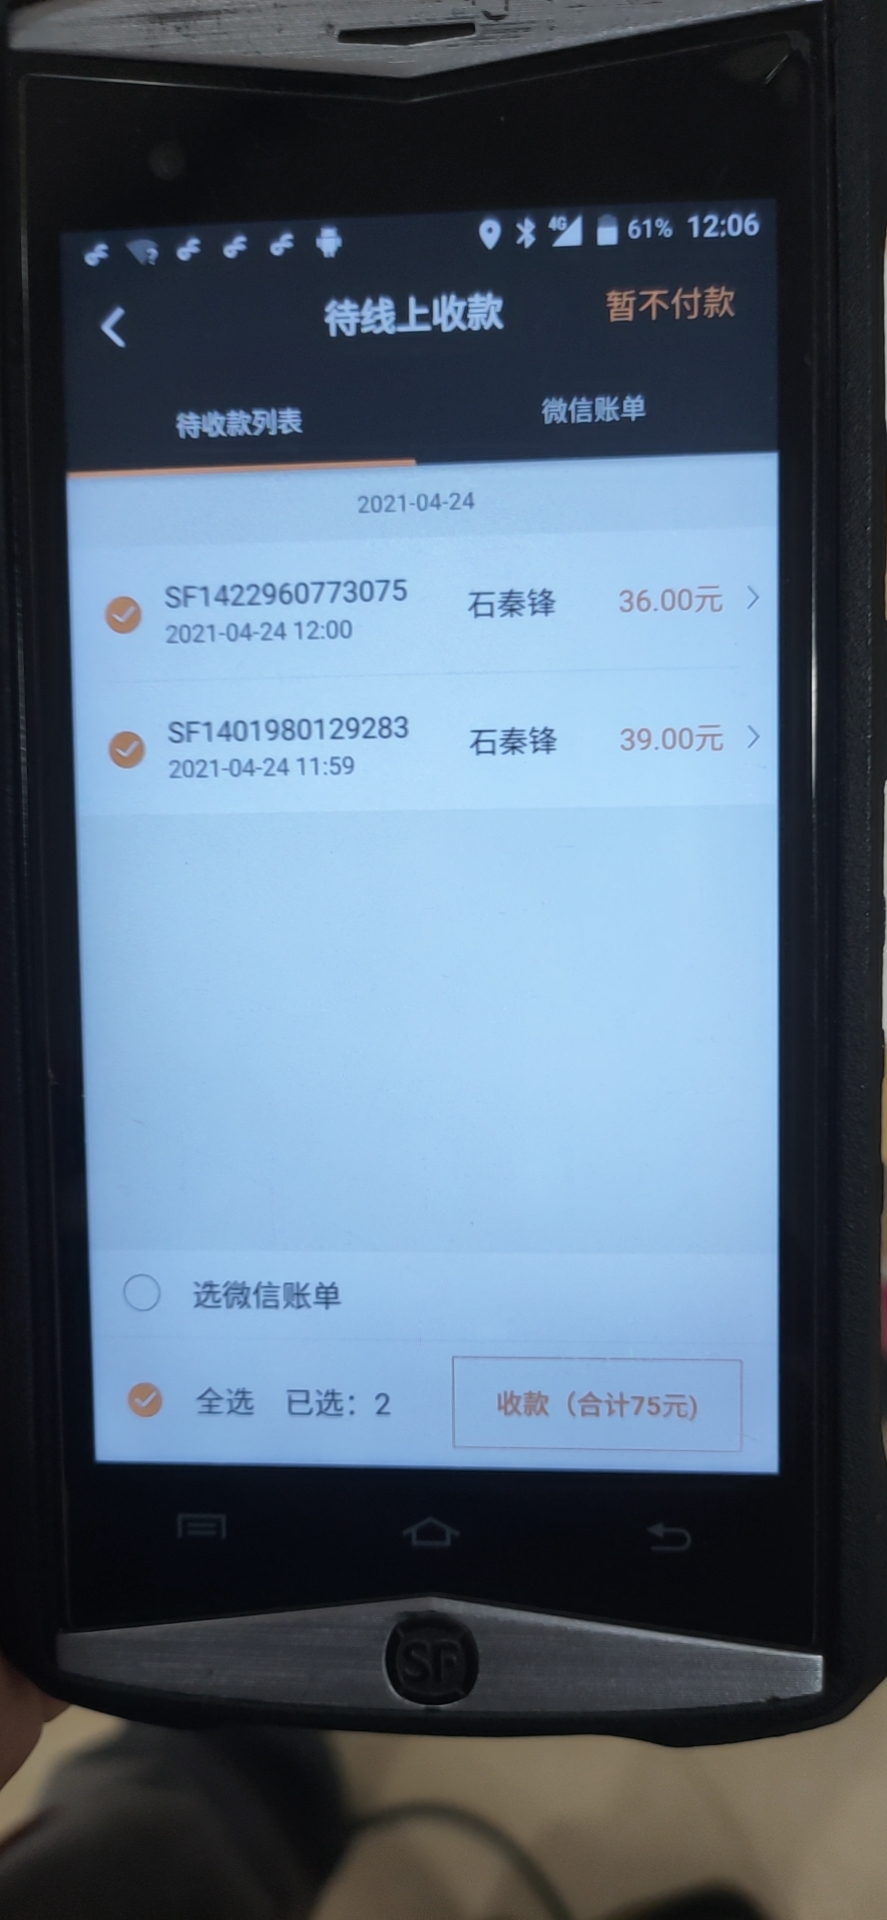 4G 61% 12:06
待线上收款 暂不付款
待收款列表 微信账单
2021-04-24
SF1422960773075 石秦锋 36.00元
2021-04-24 12:00
SF1401980129283 石秦锋 39.00元
2021-04-24 11:59
选微信账单
全选 已选：2 收款（合计75元)
SF